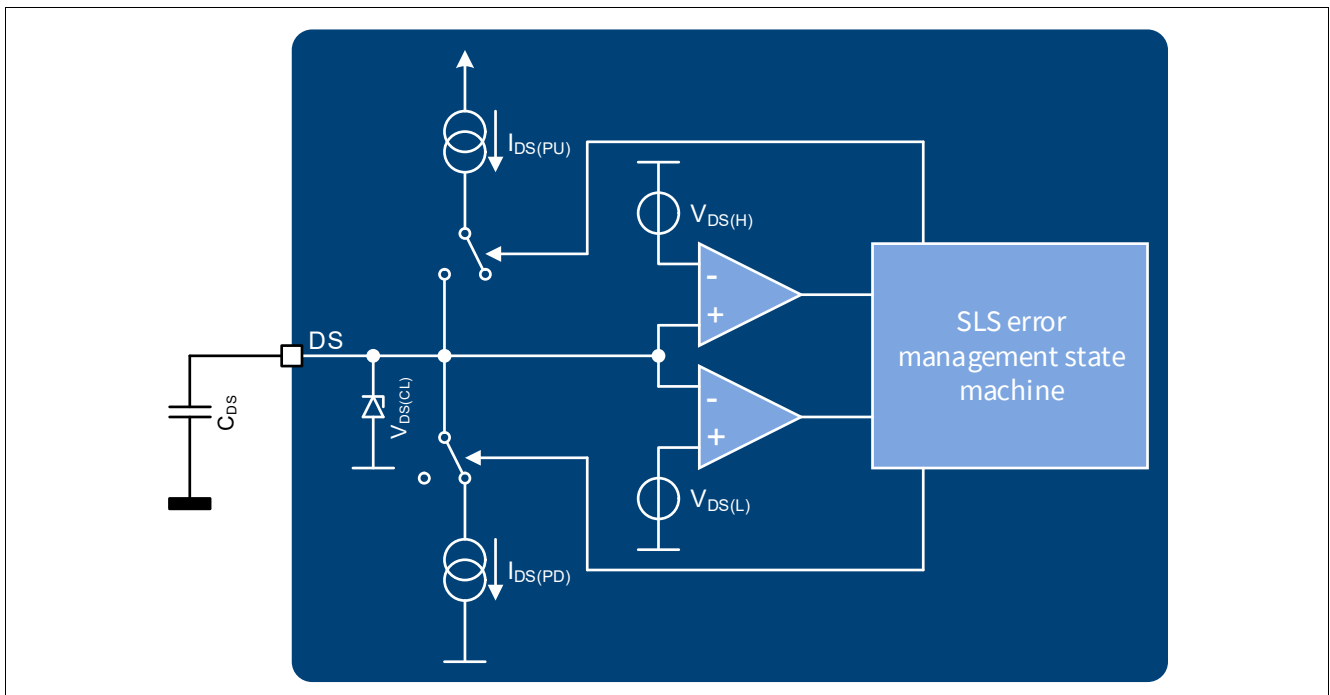 I_DS(PU)
V_DS(H)
-
+
DS
SLS error
management state
machine
C_DS
V_DS(CL)
-
+
V_DS(L)
I_DS(PD)